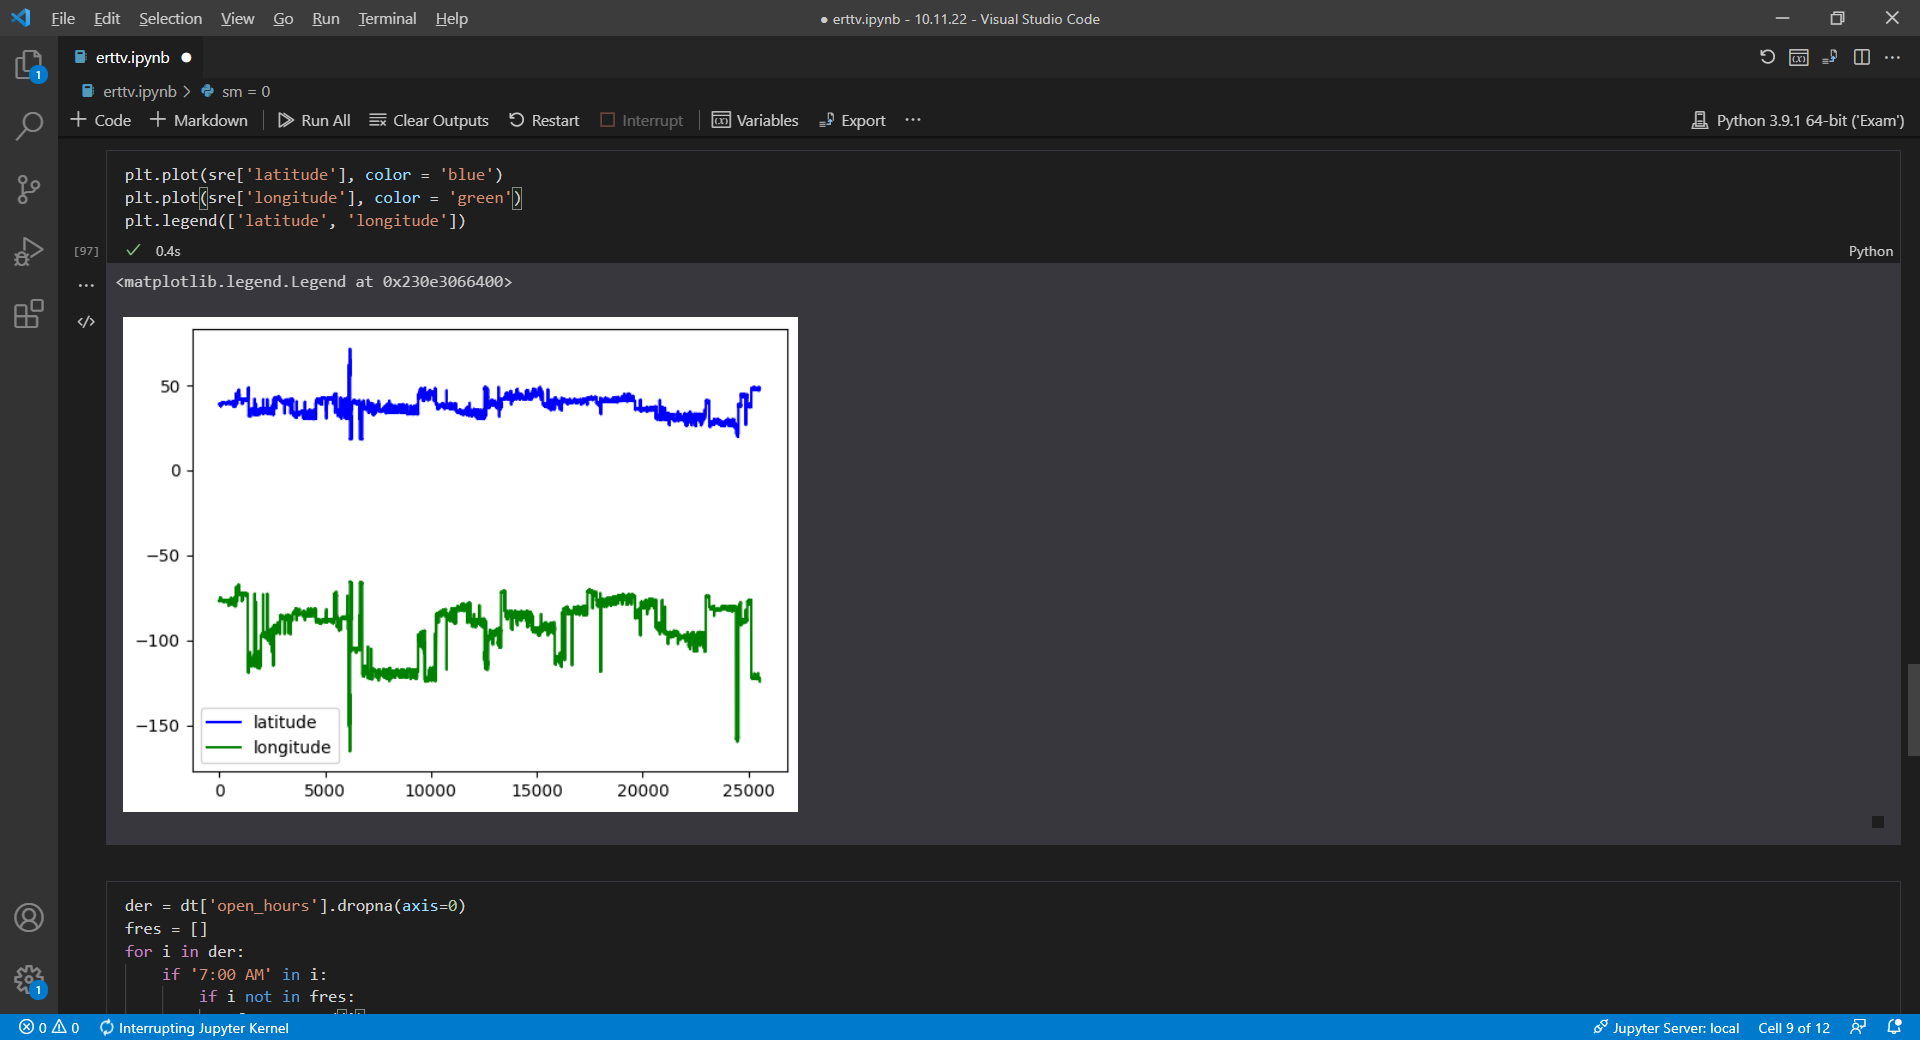 File Edit Selection View Go Run Terminal Help
● erttv.ipynb - 10.11.22 - Visual Studio Code
1
erttv.ipynb
erttv.ipynb > sm = 0
Code Markdown Run All Clear Outputs Restart Interrupt Variables Export ...
Python 3.9.1 64-bit ('Exam')
plt.plot(sre['latitude'], color = 'blue')
plt.plot(sre['longitude'], color = 'green')
plt.legend(['latitude', 'longitude'])
[97] 0.4s
Python
<matplotlib.legend.Legend at 0x230e3066400>
50
0
−50
−100
−150
latitude
longitude
0 5000 10000 15000 20000 25000
der = dt['open_hours'].dropna(axis=0)
fres = []
for i in der:
if '7:00 AM' in i:
if i not in fres:
1
0 0 Interrupting Jupyter Kernel
Jupyter Server: local Cell 9 of 12